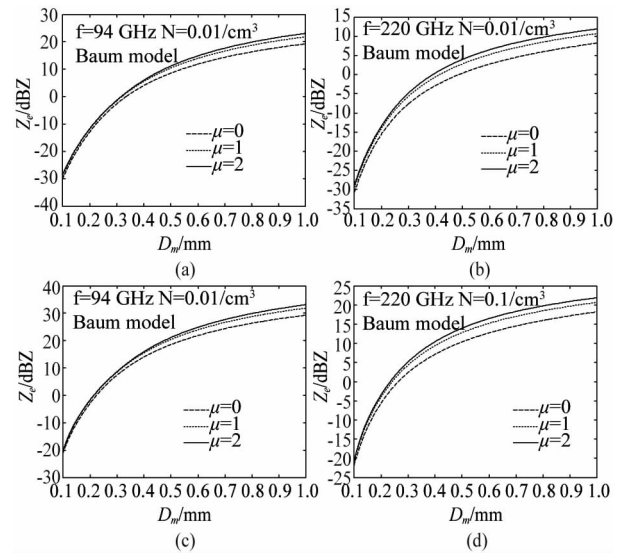 f=94 GHz N=0.01/cm³
Baum model
μ=0
μ=1
μ=2
Zₑ/dBZ
30
20
10
0
-10
-20
-30
-40
0.1 0.2 0.3 0.4 0.5 0.6 0.7 0.8 0.9 1.0
Dₘ/mm
(a)
f=220 GHz N=0.01/cm³
Baum model
μ=0
μ=1
μ=2
Zₑ/dBZ
15
10
5
0
-5
-10
-15
-20
-25
-30
-35
0.1 0.2 0.3 0.4 0.5 0.6 0.7 0.8 0.9 1.0
Dₘ/mm
(b)
f=94 GHz N=0.01/cm³
Baum model
μ=0
μ=1
μ=2
Zₑ/dBZ
40
30
20
10
0
-10
-20
-30
0.1 0.2 0.3 0.4 0.5 0.6 0.7 0.8 0.9 1.0
Dₘ/mm
(c)
f=220 GHz N=0.1/cm³
Baum model
μ=0
μ=1
μ=2
Zₑ/dBZ
25
20
15
10
5
0
-5
-10
-15
-20
-25
0.1 0.2 0.3 0.4 0.5 0.6 0.7 0.8 0.9 1.0
Dₘ/mm
(d)